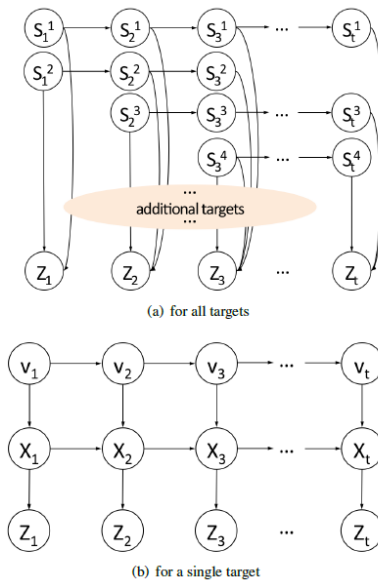 S₁¹ S₂¹ S₃¹ ... Sₜ¹
S₁² S₂² S₃²
S₂³ S₃³ Sₜ³
S₃⁴ Sₜ⁴
...
additional targets
...
Z₁ Z₂ Z₃ ... Zₜ
(a) for all targets
v₁ v₂ v₃ ... vₜ
X₁ X₂ X₃ ... Xₜ
Z₁ Z₂ Z₃ ... Zₜ
(b) for a single target